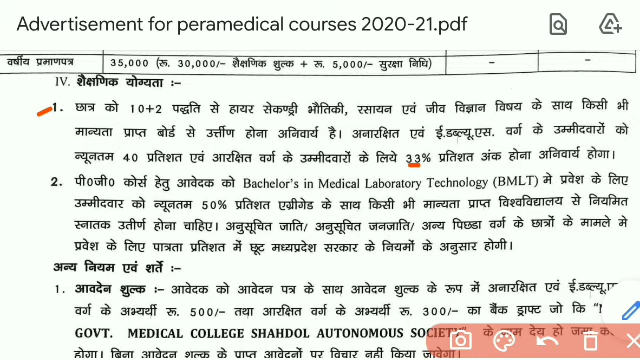 Advertisement for peramedical courses 2020-21.pdf
वर्षीय प्रमाणपत्र 35,000 (रू. 30,000/- शैक्षणिक शुल्क + रू. 5,000/- सुरक्षा निधि) - -
IV. शैक्षणिक योग्यता :-
1. छात्र को 10+2 पद्धति से हायर सेकण्ड्री भौतिकी, रसायन एवं जीव विज्ञान विषय के साथ किसी भी
मान्यता प्राप्त बोर्ड से उर्त्तीण होना अनिवार्य है। अनारक्षित एवं ई.डब्ल्यू.एस. वर्ग के उम्मीदवारों को
न्यूनतम 40 प्रतिशत एवं आरक्षित वर्ग के उम्मीदवारों के लिये 33% प्रतिशत अंक होना अनिवार्य होगा।
2. पी0जी0 कोर्स हेतु आवेदक को Bachelor's in Medical Laboratory Technology (BMLT) मे प्रवेश के लिए
उम्मीदवार को न्यूनतम 50% प्रतिशत एग्रीगेड के साथ किसी भी मान्यता प्राप्त विश्वविद्यालय से नियमित
स्नातक उतीर्ण होना चाहिए। अनुसूचित जाति/ अनुसूचित जनजाति/ अन्य पिछडा वर्ग के छात्रों के मामले मे
प्रवेश के लिए पात्रता प्रतिशत में छूट मध्यप्रदेश सरकार के नियमों के अनुसार होगी।
अन्य नियम एवं शर्ते :-
1. आवदेन शुल्क :- आवेदक को आवेदन पत्र के साथ आवेदन शुल्क के रूप में अनारक्षित एवं ई.डब्ल्यू.
वर्ग के अभ्यर्थी रू. 500/- तथा आरक्षित वर्ग के अभ्यर्थी रू. 300/- का बैंक ड्राफ्ट जो कि
GOVT. MEDICAL COLLEGE SHAHDOL AUTONOMOUS SOCIETY" के नाम देय हो
होगा। बिना आवेदन शुल्क के प्राप्त आवेदनों पर विचार नहीं किया जावेगा।